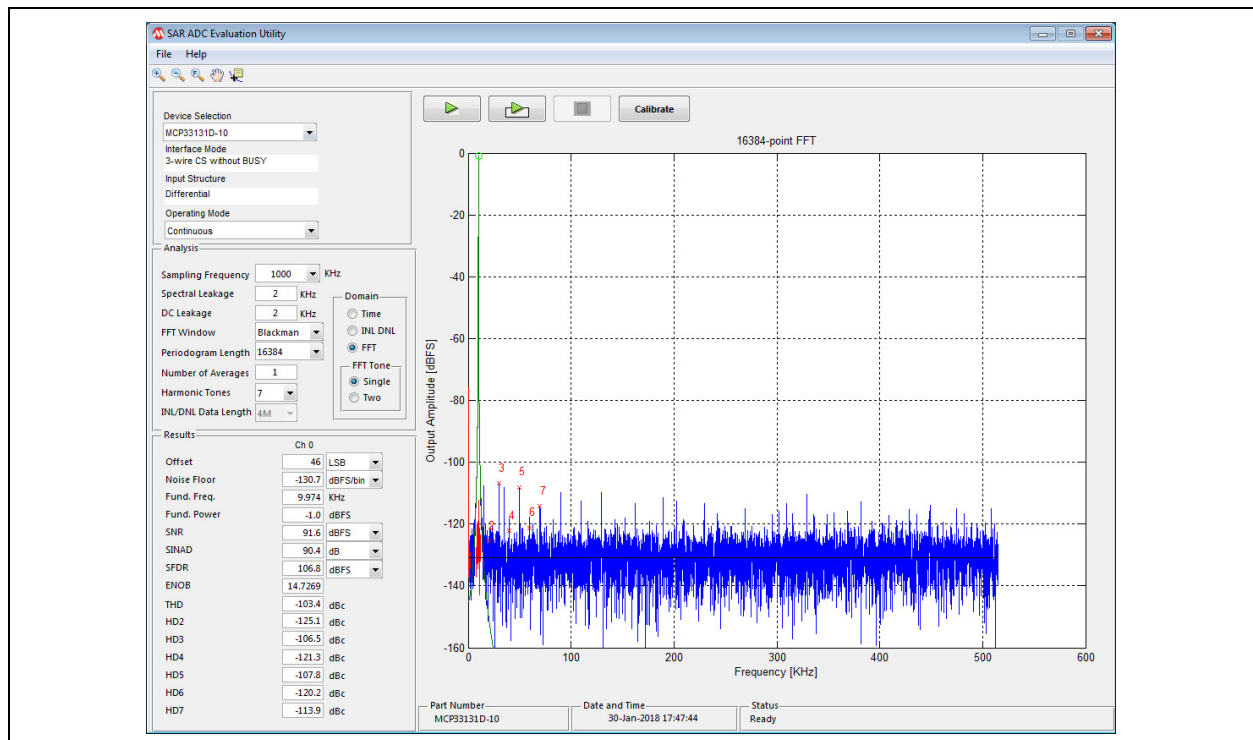 SAR ADC Evaluation Utility
File Help
Device Selection
MCP33131D-10
Interface Mode
3-wire CS without BUSY
Input Structure
Differential
Operating Mode
Continuous
Calibrate
Analysis
Sampling Frequency 1000 KHz
Spectral Leakage 2 KHz
DC Leakage 2 KHz
FFT Window Blackman
Periodogram Length 16384
Number of Averages 1
Harmonic Tones 7
INL/DNL Data Length 4M
Domain
Time
INL DNL
FFT
FFT Tone
Single
Two
Results
Ch 0
Offset 46 LSB
Noise Floor -130.7 dBFS/bin
Fund. Freq. 9.974 KHz
Fund. Power -1.0 dBFS
SNR 91.6 dBFS
SINAD 90.4 dB
SFDR 106.8 dBFS
ENOB 14.7269
THD -103.4 dBc
HD2 -125.1 dBc
HD3 -106.5 dBc
HD4 -121.3 dBc
HD5 -107.8 dBc
HD6 -120.2 dBc
HD7 -113.9 dBc
16384-point FFT
Output Amplitude [dBFS]
0
-20
-40
-60
-80
-100
-120
-140
-160
2
3
4
5
6
7
0 100 200 300 400 500 600
Frequency [KHz]
Part Number
MCP33131D-10
Date and Time
30-Jan-2018 17:47:44
Status
Ready